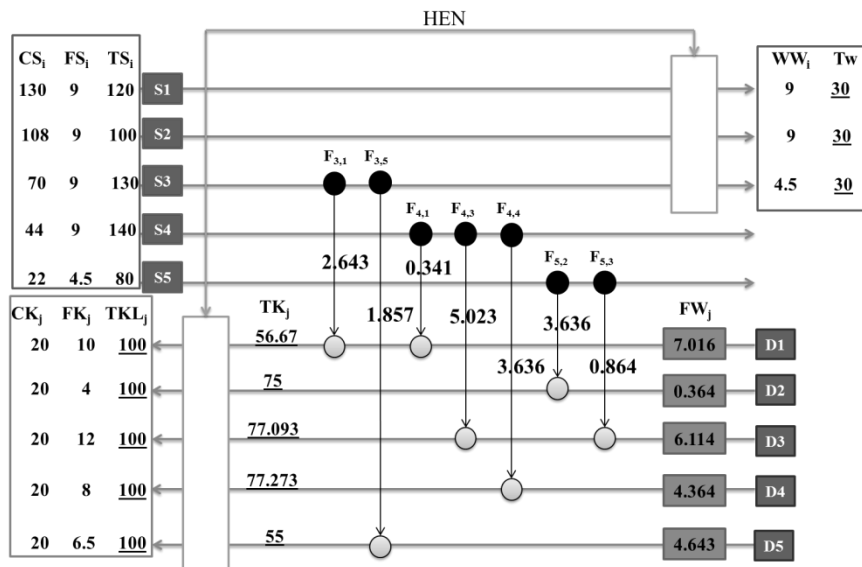 HEN
CSᵢ FSᵢ TSᵢ
130 9 120 S1
108 9 100 S2
70 9 130 S3
44 9 140 S4
22 4.5 80 S5
WWᵢ Tw
9 30
9 30
4.5 30
F₃,₁ F₃,₅
F₄,₁ F₄,₃ F₄,₄
F₅,₂ F₅,₃
2.643 0.341
1.857 5.023 3.636
3.636 0.864
CKⱼ FKⱼ TKLⱼ TKⱼ FWⱼ
20 10 100 56.67 7.016 D1
20 4 100 75 0.364 D2
20 12 100 77.093 6.114 D3
20 8 100 77.273 4.364 D4
20 6.5 100 55 4.643 D5